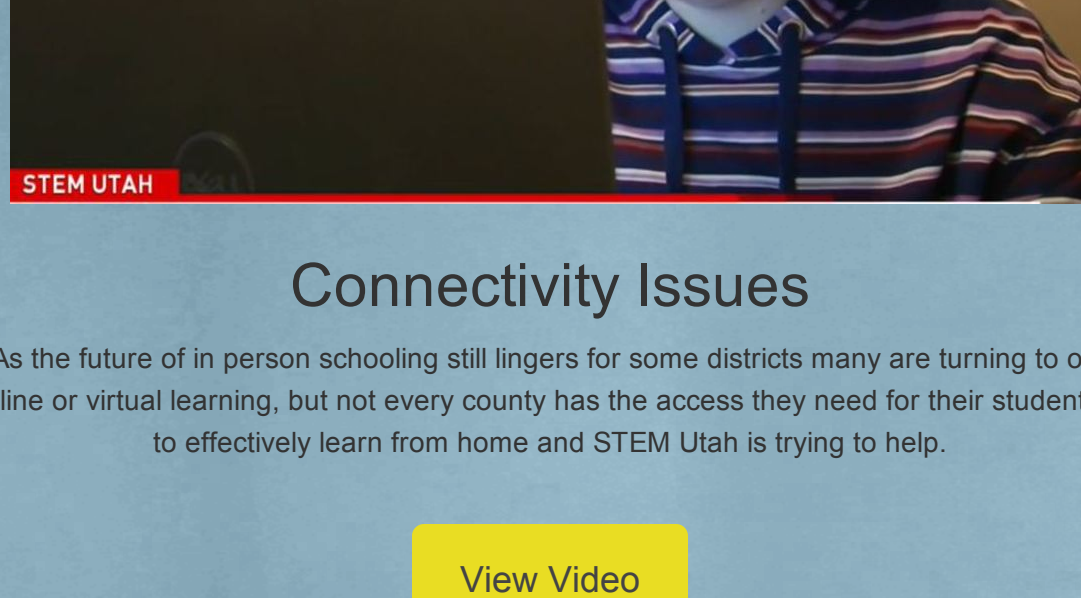 STEM UTAH
DELL
Connectivity Issues
As the future of in person schooling still lingers for some districts many are turning to o
line or virtual learning, but not every county has the access they need for their student
to effectively learn from home and STEM Utah is trying to help.
View Video